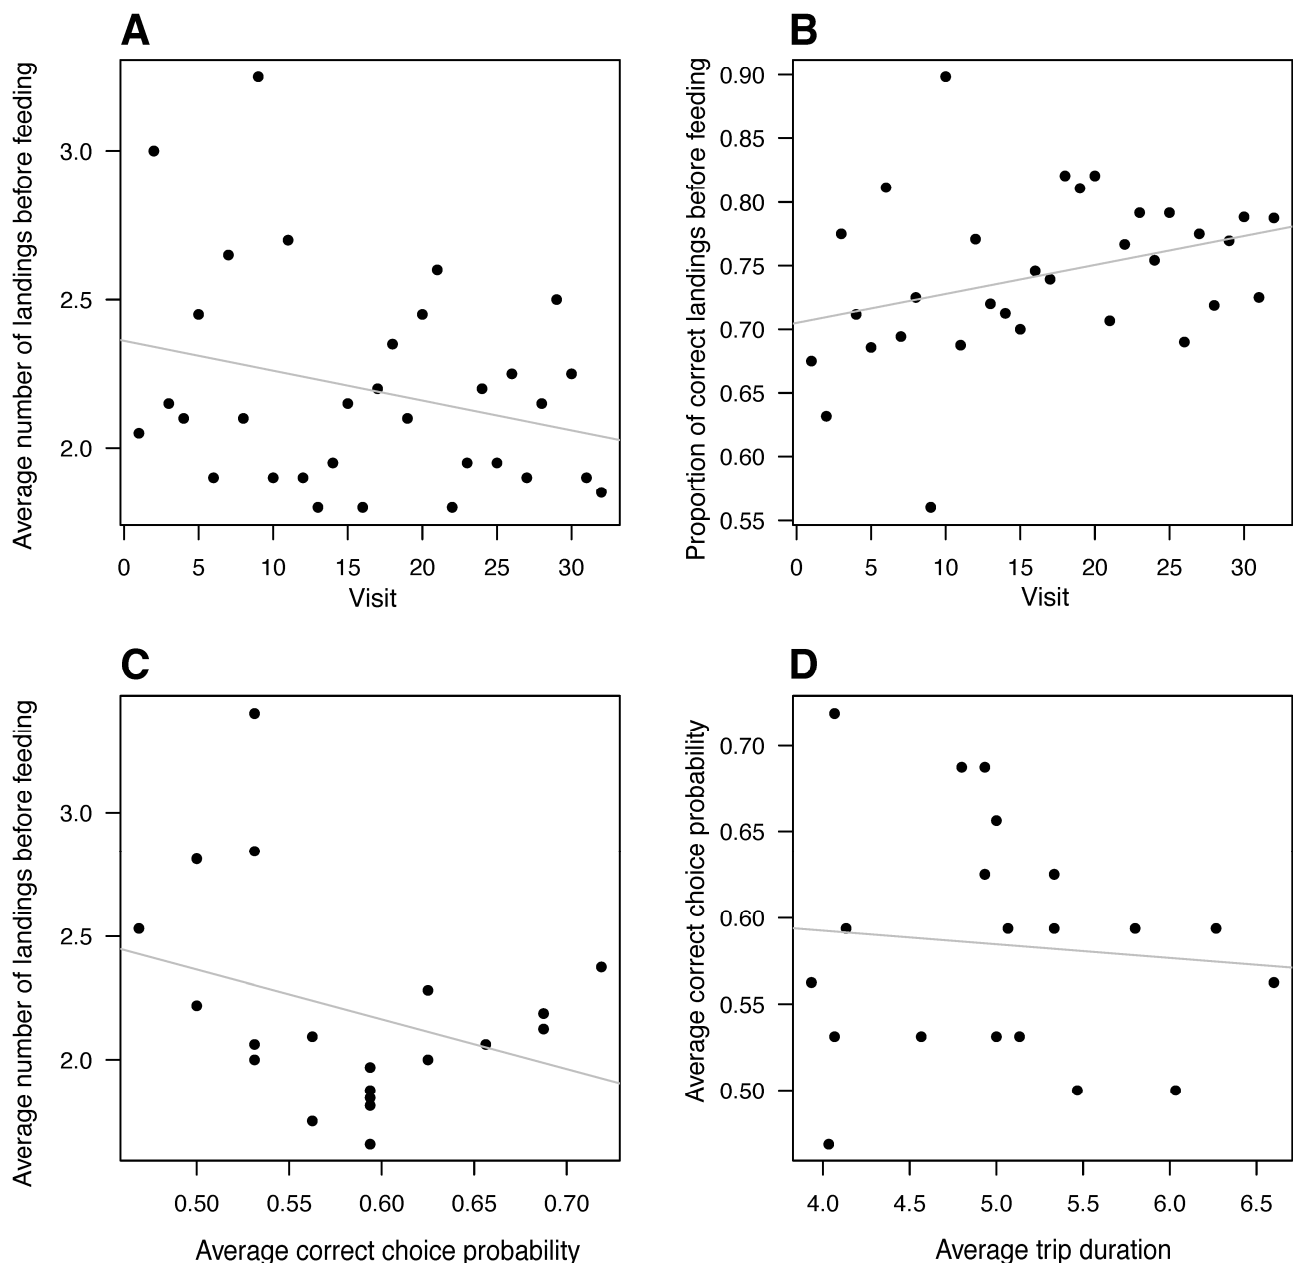 A
Average number of landings before feeding
3.0
2.5
2.0
0 5 10 15 20 25 30
Visit
B
Proportion of correct landings before feeding
0.90
0.85
0.80
0.75
0.70
0.65
0.60
0.55
0 5 10 15 20 25 30
Visit
C
Average number of landings before feeding
3.0
2.5
2.0
0.50 0.55 0.60 0.65 0.70
Average correct choice probability
D
Average correct choice probability
0.70
0.65
0.60
0.55
0.50
4.0 4.5 5.0 5.5 6.0 6.5
Average trip duration